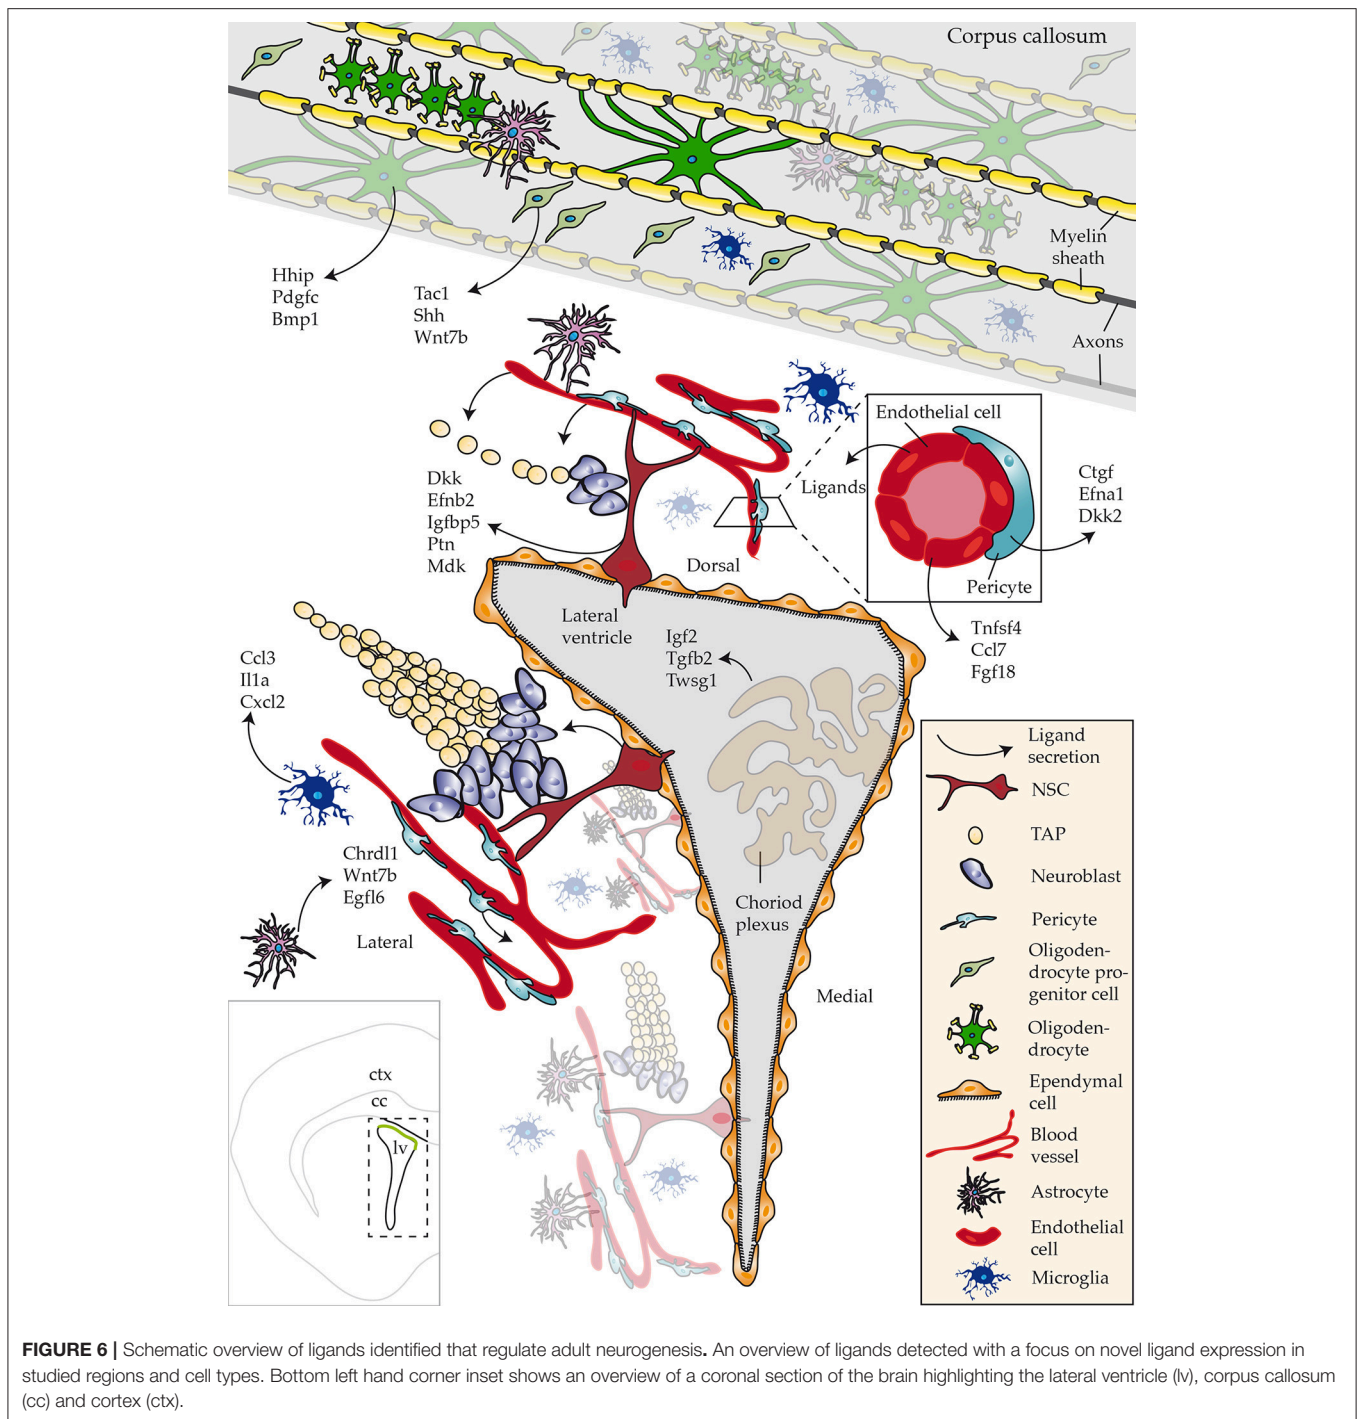 Corpus callosum
Myelin
sheath
Axons
Hhip
Pdgfc
Bmp1
Tac1
Shh
Wnt7b
Endothelial cell
Ligands
Ctgf
Efna1
Dkk2
Pericyte
Dkk
Efnb2
Igfbp5
Ptn
Mdk
Dorsal
Lateral
ventricle
Igf2
Tgfb2
Twsg1
Tnfsf4
Ccl7
Fgf18
Ccl3
Il1a
Cxcl2
Chrdl1
Wnt7b
Egfl6
Lateral
Choriod
plexus
Medial
Ligand
secretion
NSC
TAP
Neuroblast
Pericyte
Oligoden-
drocyte pro-
genitor cell
Oligoden-
drocyte
Ependymal
cell
Blood
vessel
Astrocyte
Endothelial
cell
Microglia
ctx
cc
lv
FIGURE 6 | Schematic overview of ligands identified that regulate adult neurogenesis. An overview of ligands detected with a focus on novel ligand expression in
studied regions and cell types. Bottom left hand corner inset shows an overview of a coronal section of the brain highlighting the lateral ventricle (lv), corpus callosum
(cc) and cortex (ctx).